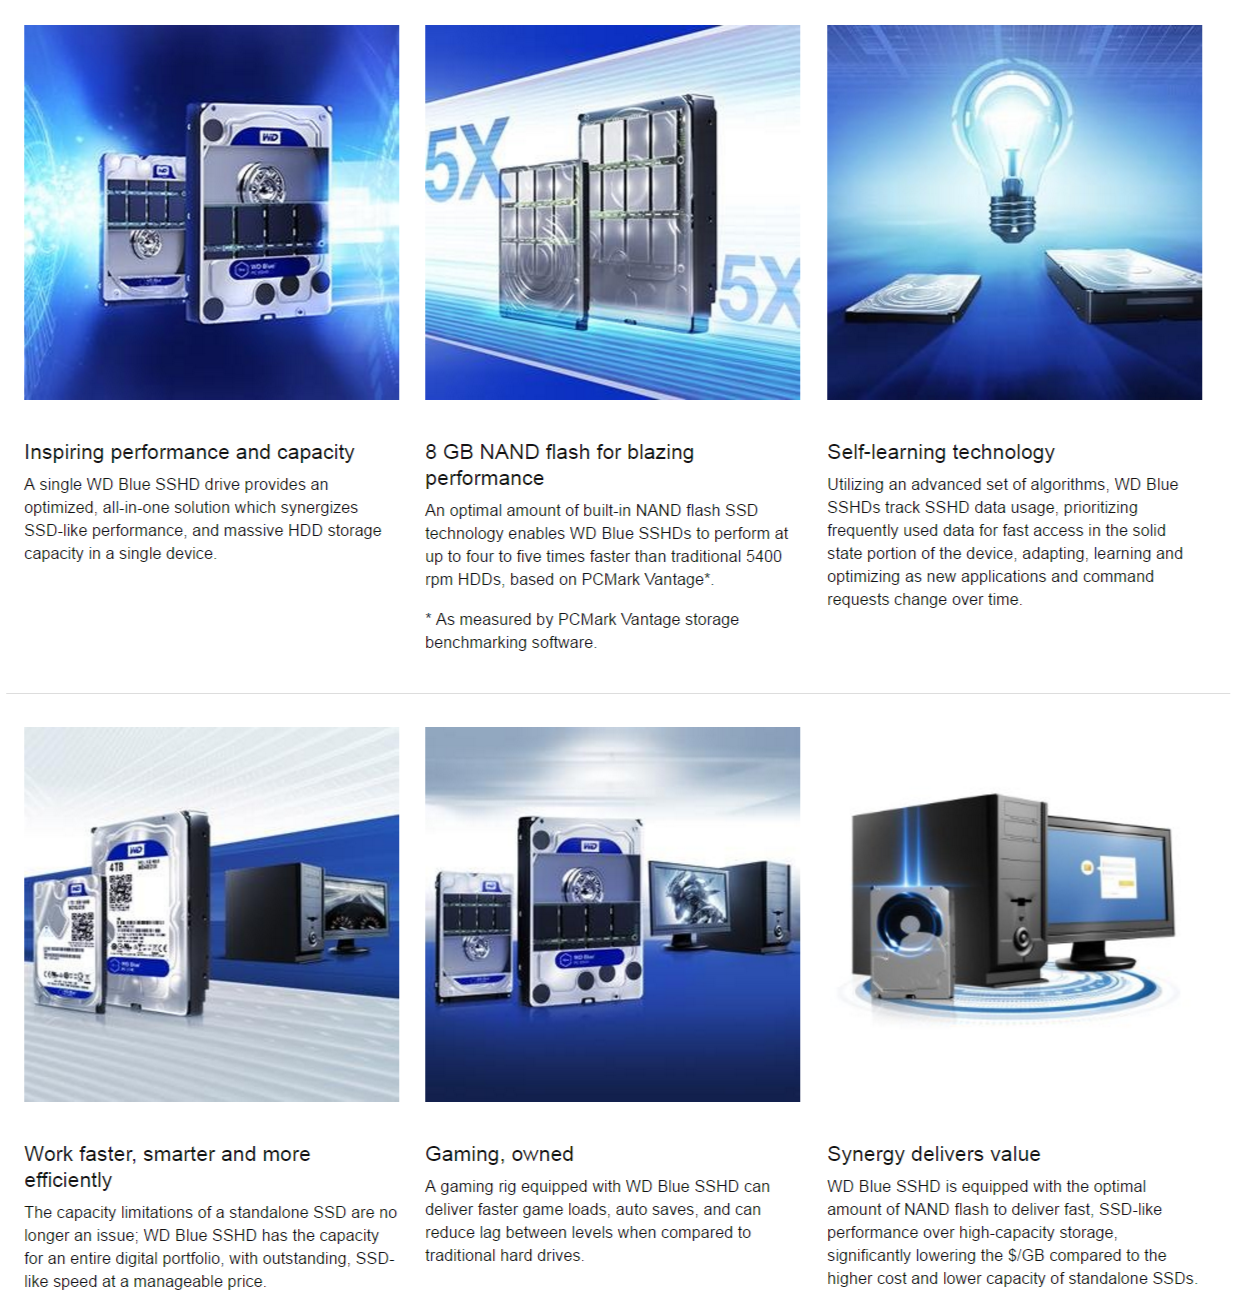 WD
WD
WD Blue
5X
5X
Inspiring performance and capacity
A single WD Blue SSHD drive provides an
optimized, all-in-one solution which synergizes
SSD-like performance, and massive HDD storage
capacity in a single device.
8 GB NAND flash for blazing
performance
An optimal amount of built-in NAND flash SSD
technology enables WD Blue SSHDs to perform at
up to four to five times faster than traditional 5400
rpm HDDs, based on PCMark Vantage*.
* As measured by PCMark Vantage storage
benchmarking software.
Self-learning technology
Utilizing an advanced set of algorithms, WD Blue
SSHDs track SSHD data usage, prioritizing
frequently used data for fast access in the solid
state portion of the device, adapting, learning and
optimizing as new applications and command
requests change over time.
WD
4TB
WD
WD Blue
WD
WD
WD Blue
Work faster, smarter and more
efficiently
The capacity limitations of a standalone SSD are no
longer an issue; WD Blue SSHD has the capacity
for an entire digital portfolio, with outstanding, SSD-
like speed at a manageable price.
Gaming, owned
A gaming rig equipped with WD Blue SSHD can
deliver faster game loads, auto saves, and can
reduce lag between levels when compared to
traditional hard drives.
Synergy delivers value
WD Blue SSHD is equipped with the optimal
amount of NAND flash to deliver fast, SSD-like
performance over high-capacity storage,
significantly lowering the $/GB compared to the
higher cost and lower capacity of standalone SSDs.